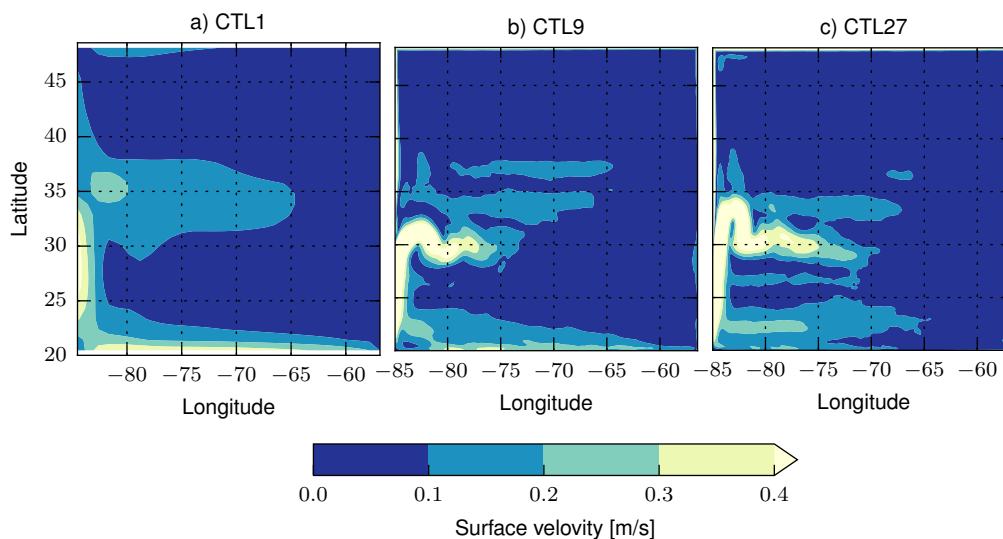 a) CTL1
b) CTL9
c) CTL27
Latitude
45
40
35
30
25
20
−80 −75 −70 −65 −60
−85 −80 −75 −70 −65 −60
−85 −80 −75 −70 −65 −60
Longitude
Longitude
Longitude
0.0 0.1 0.2 0.3 0.4
Surface velovity [m/s]